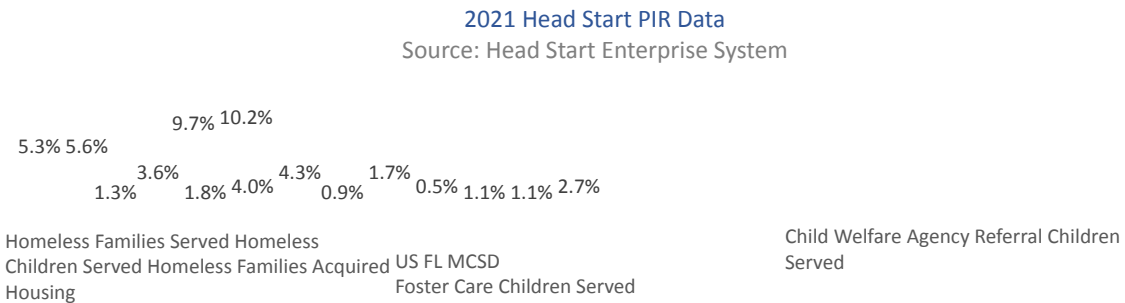 2021 Head Start PIR Data
Source: Head Start Enterprise System
9.7% 10.2%
5.3% 5.6%
3.6% 4.3% 1.7%
1.3% 1.8% 4.0% 0.9% 0.5% 1.1% 1.1% 2.7%
Homeless Families Served Homeless
Children Served Homeless Families Acquired
Housing
US FL MCSD
Foster Care Children Served
Child Welfare Agency Referral Children
Served